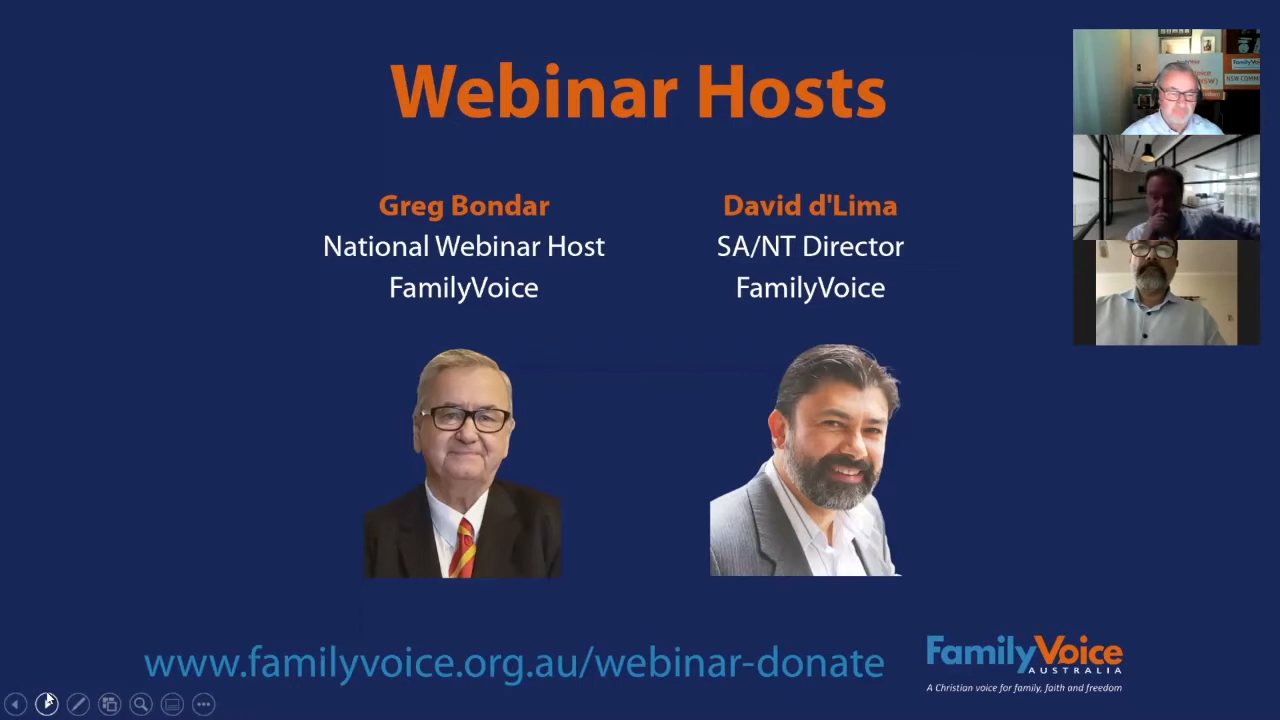 Webinar Hosts
Greg Bondar
National Webinar Host
FamilyVoice
David d'Lima
SA/NT Director
FamilyVoice
www.familyvoice.org.au/webinar-donate
FamilyVoice
AUSTRALIA
A Christian voice for family, faith and freedom